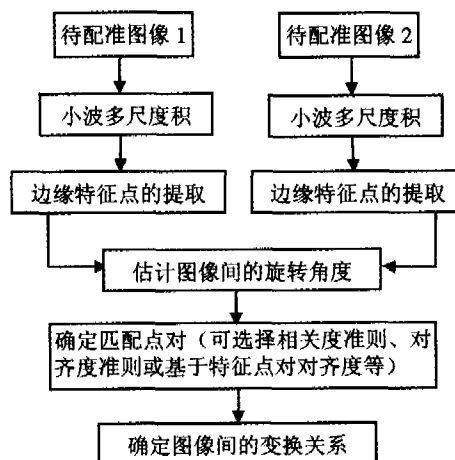 待配准图像 1
待配准图像 2
小波多尺度积
小波多尺度积
边缘特征点的提取
边缘特征点的提取
估计图像间的旋转角度
确定匹配点对（可选择相关度准则、对
齐度准则或基于特征点对对齐度等）
确定图像间的变换关系